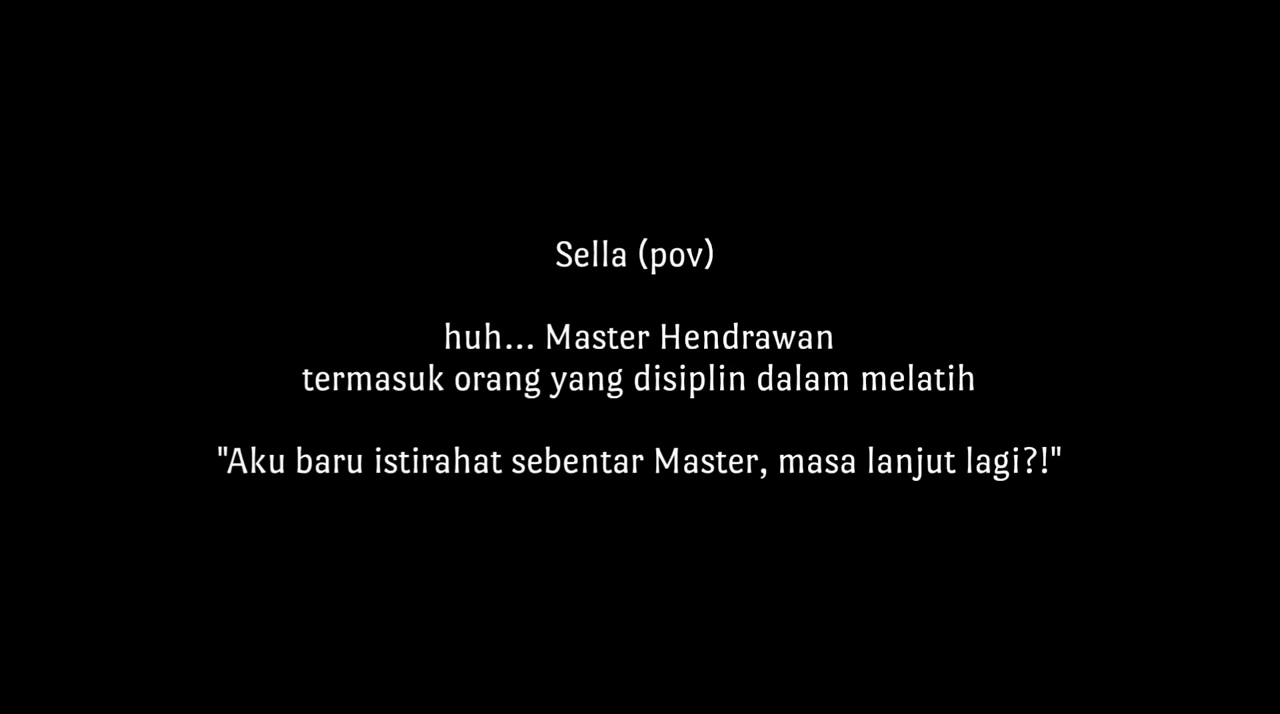 Sella (pov)
huh... Master Hendrawan
termasuk orang yang disiplin dalam melatih
"Aku baru istirahat sebentar Master, masa lanjut lagi?!"